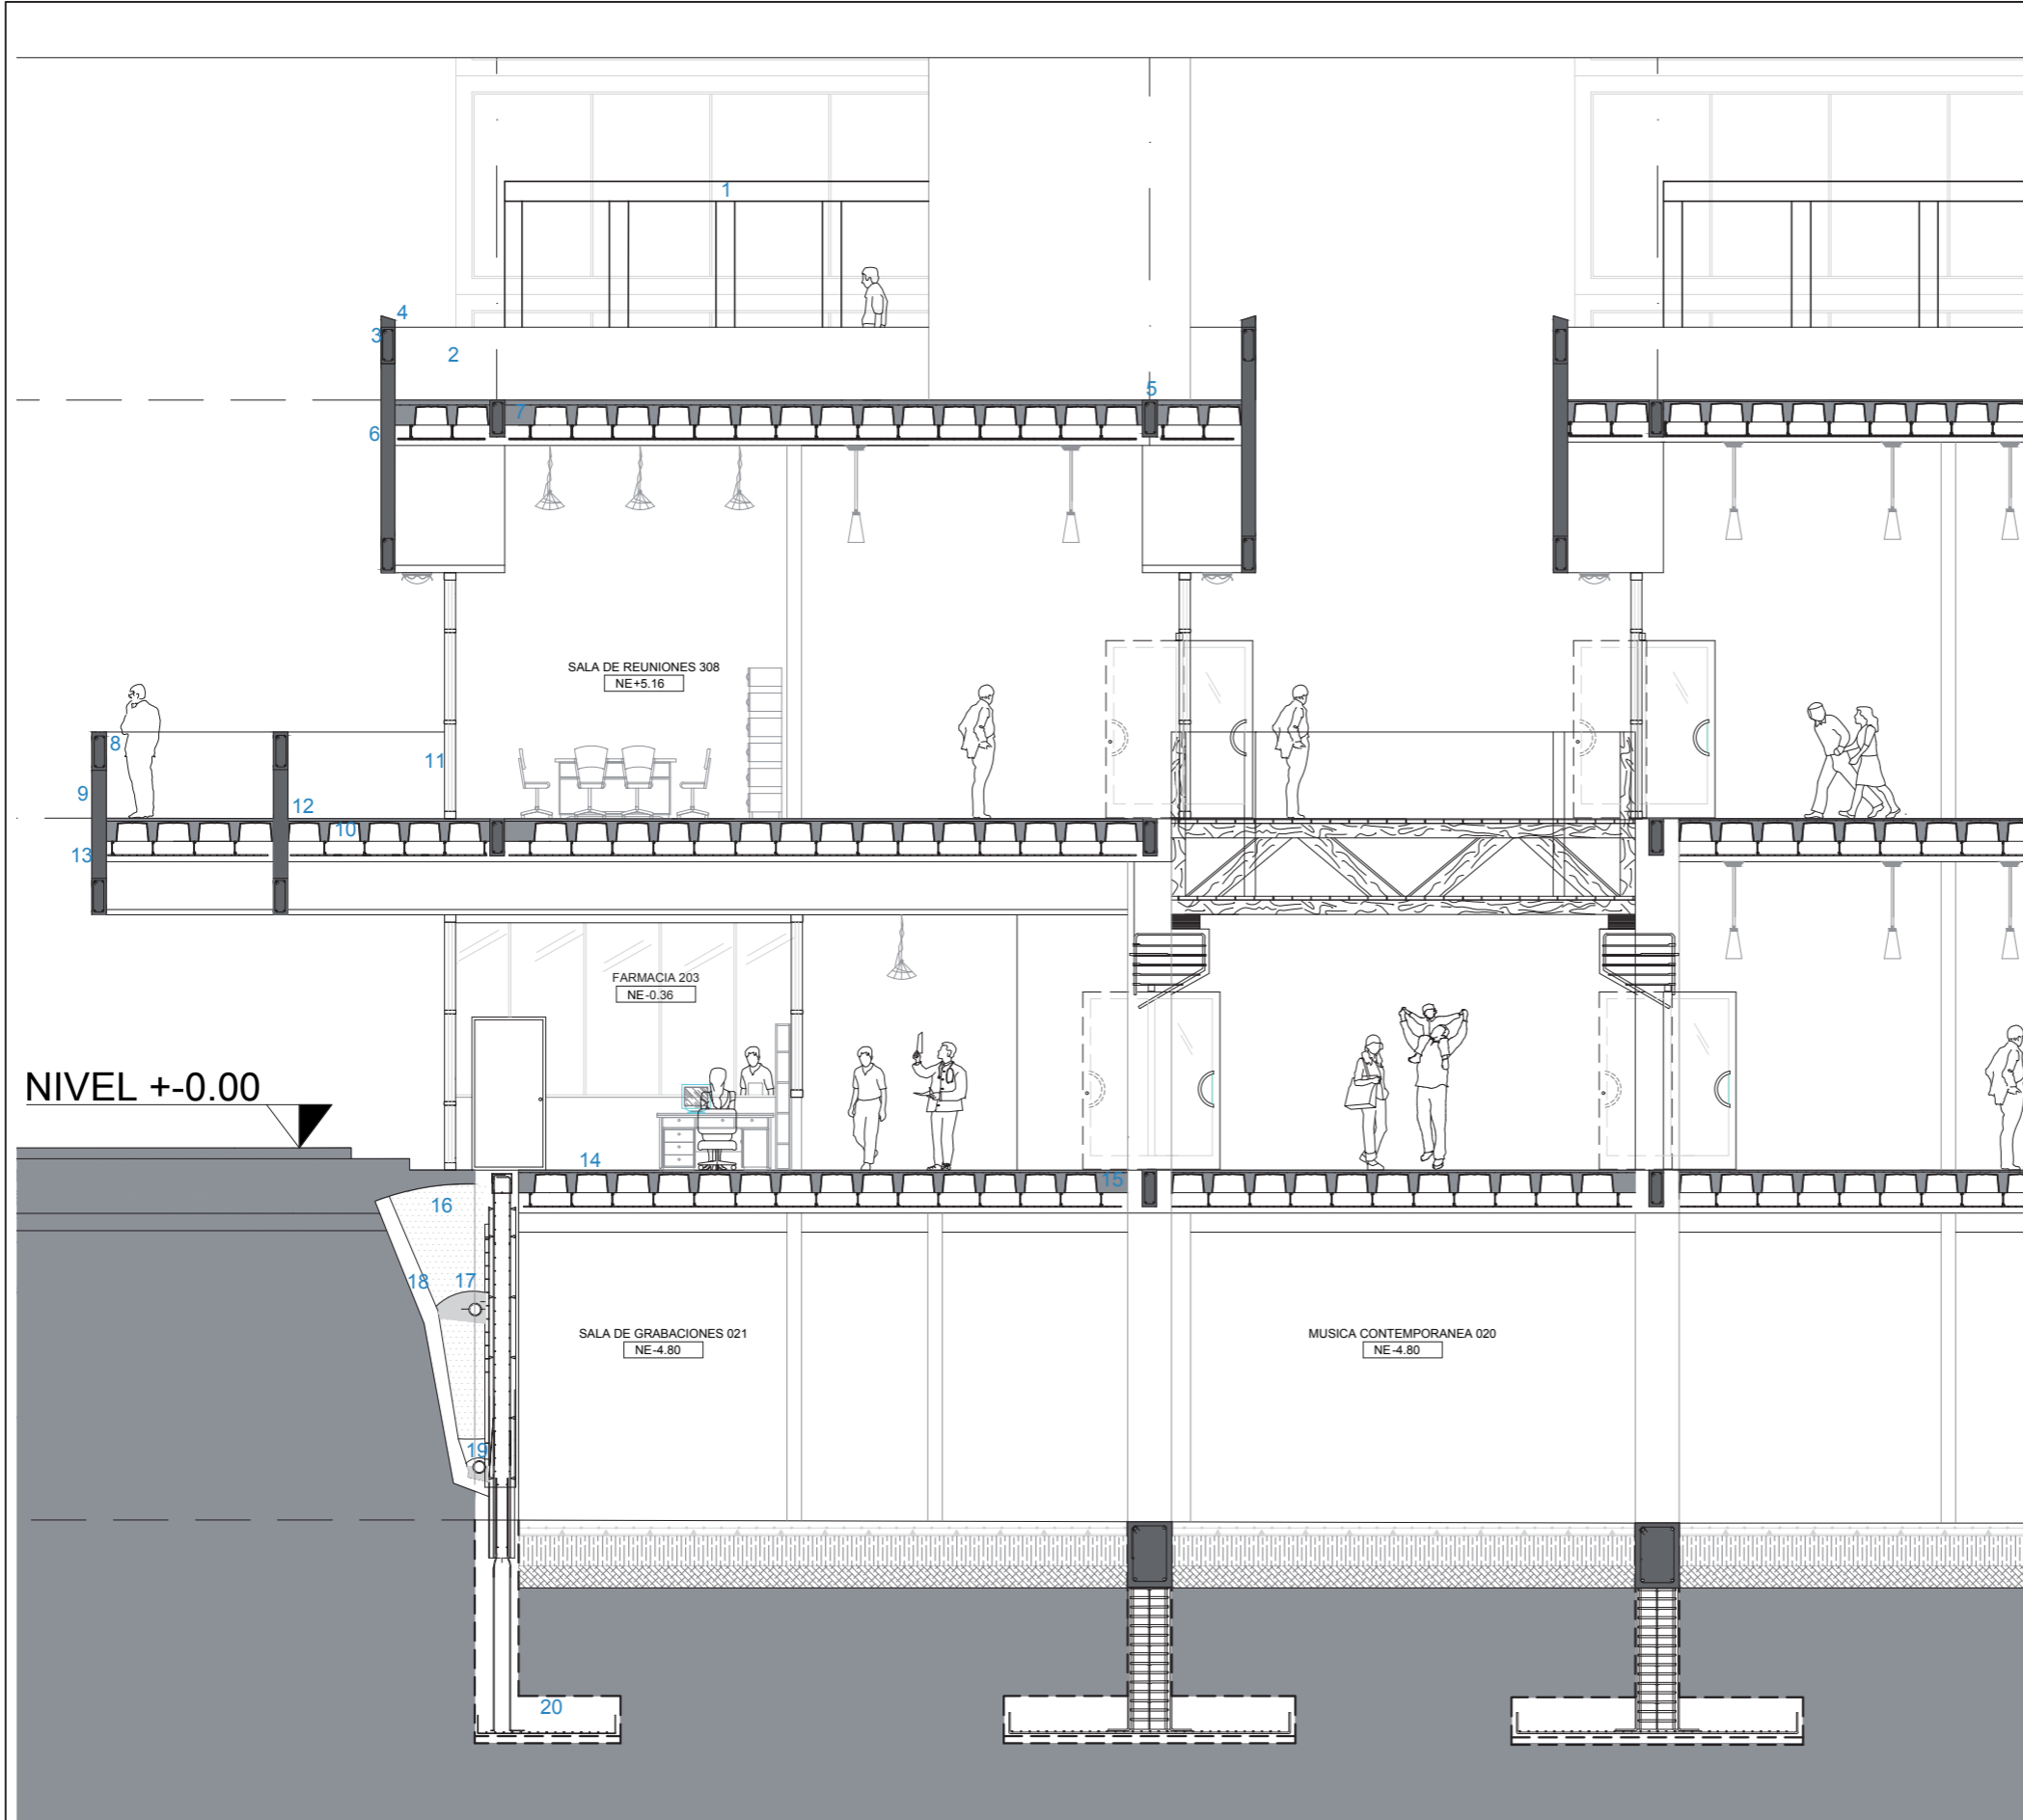 1
4
3
2
5
7
6
SALA DE REUNIONES 308
NE+5.16
8
11
9
12
10
13
FARMACIA 203
NE-0.36
NIVEL +-0.00
14
15
16
18
17
SALA DE GRABACIONES 021
NE-4.80
MUSICA CONTEMPORANEA 020
NE-4.80
19
20